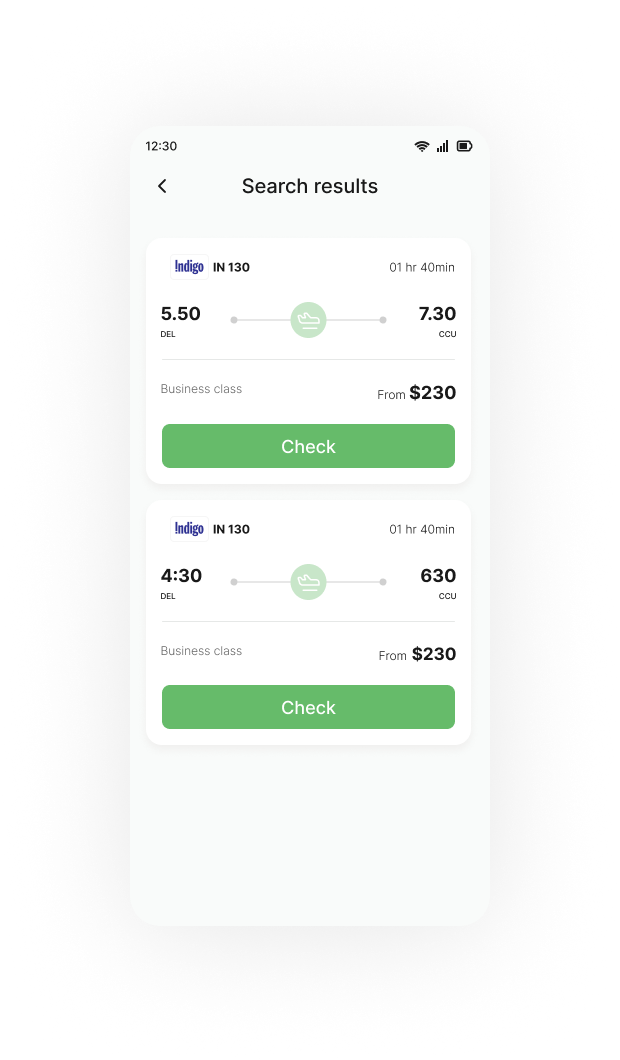 12:30
Search results
Indigo IN 130 01 hr 40min
5.50 7.30
DEL CCU
Business class From $230
Check
Indigo IN 130 01 hr 40min
4:30 630
DEL CCU
Business class From $230
Check